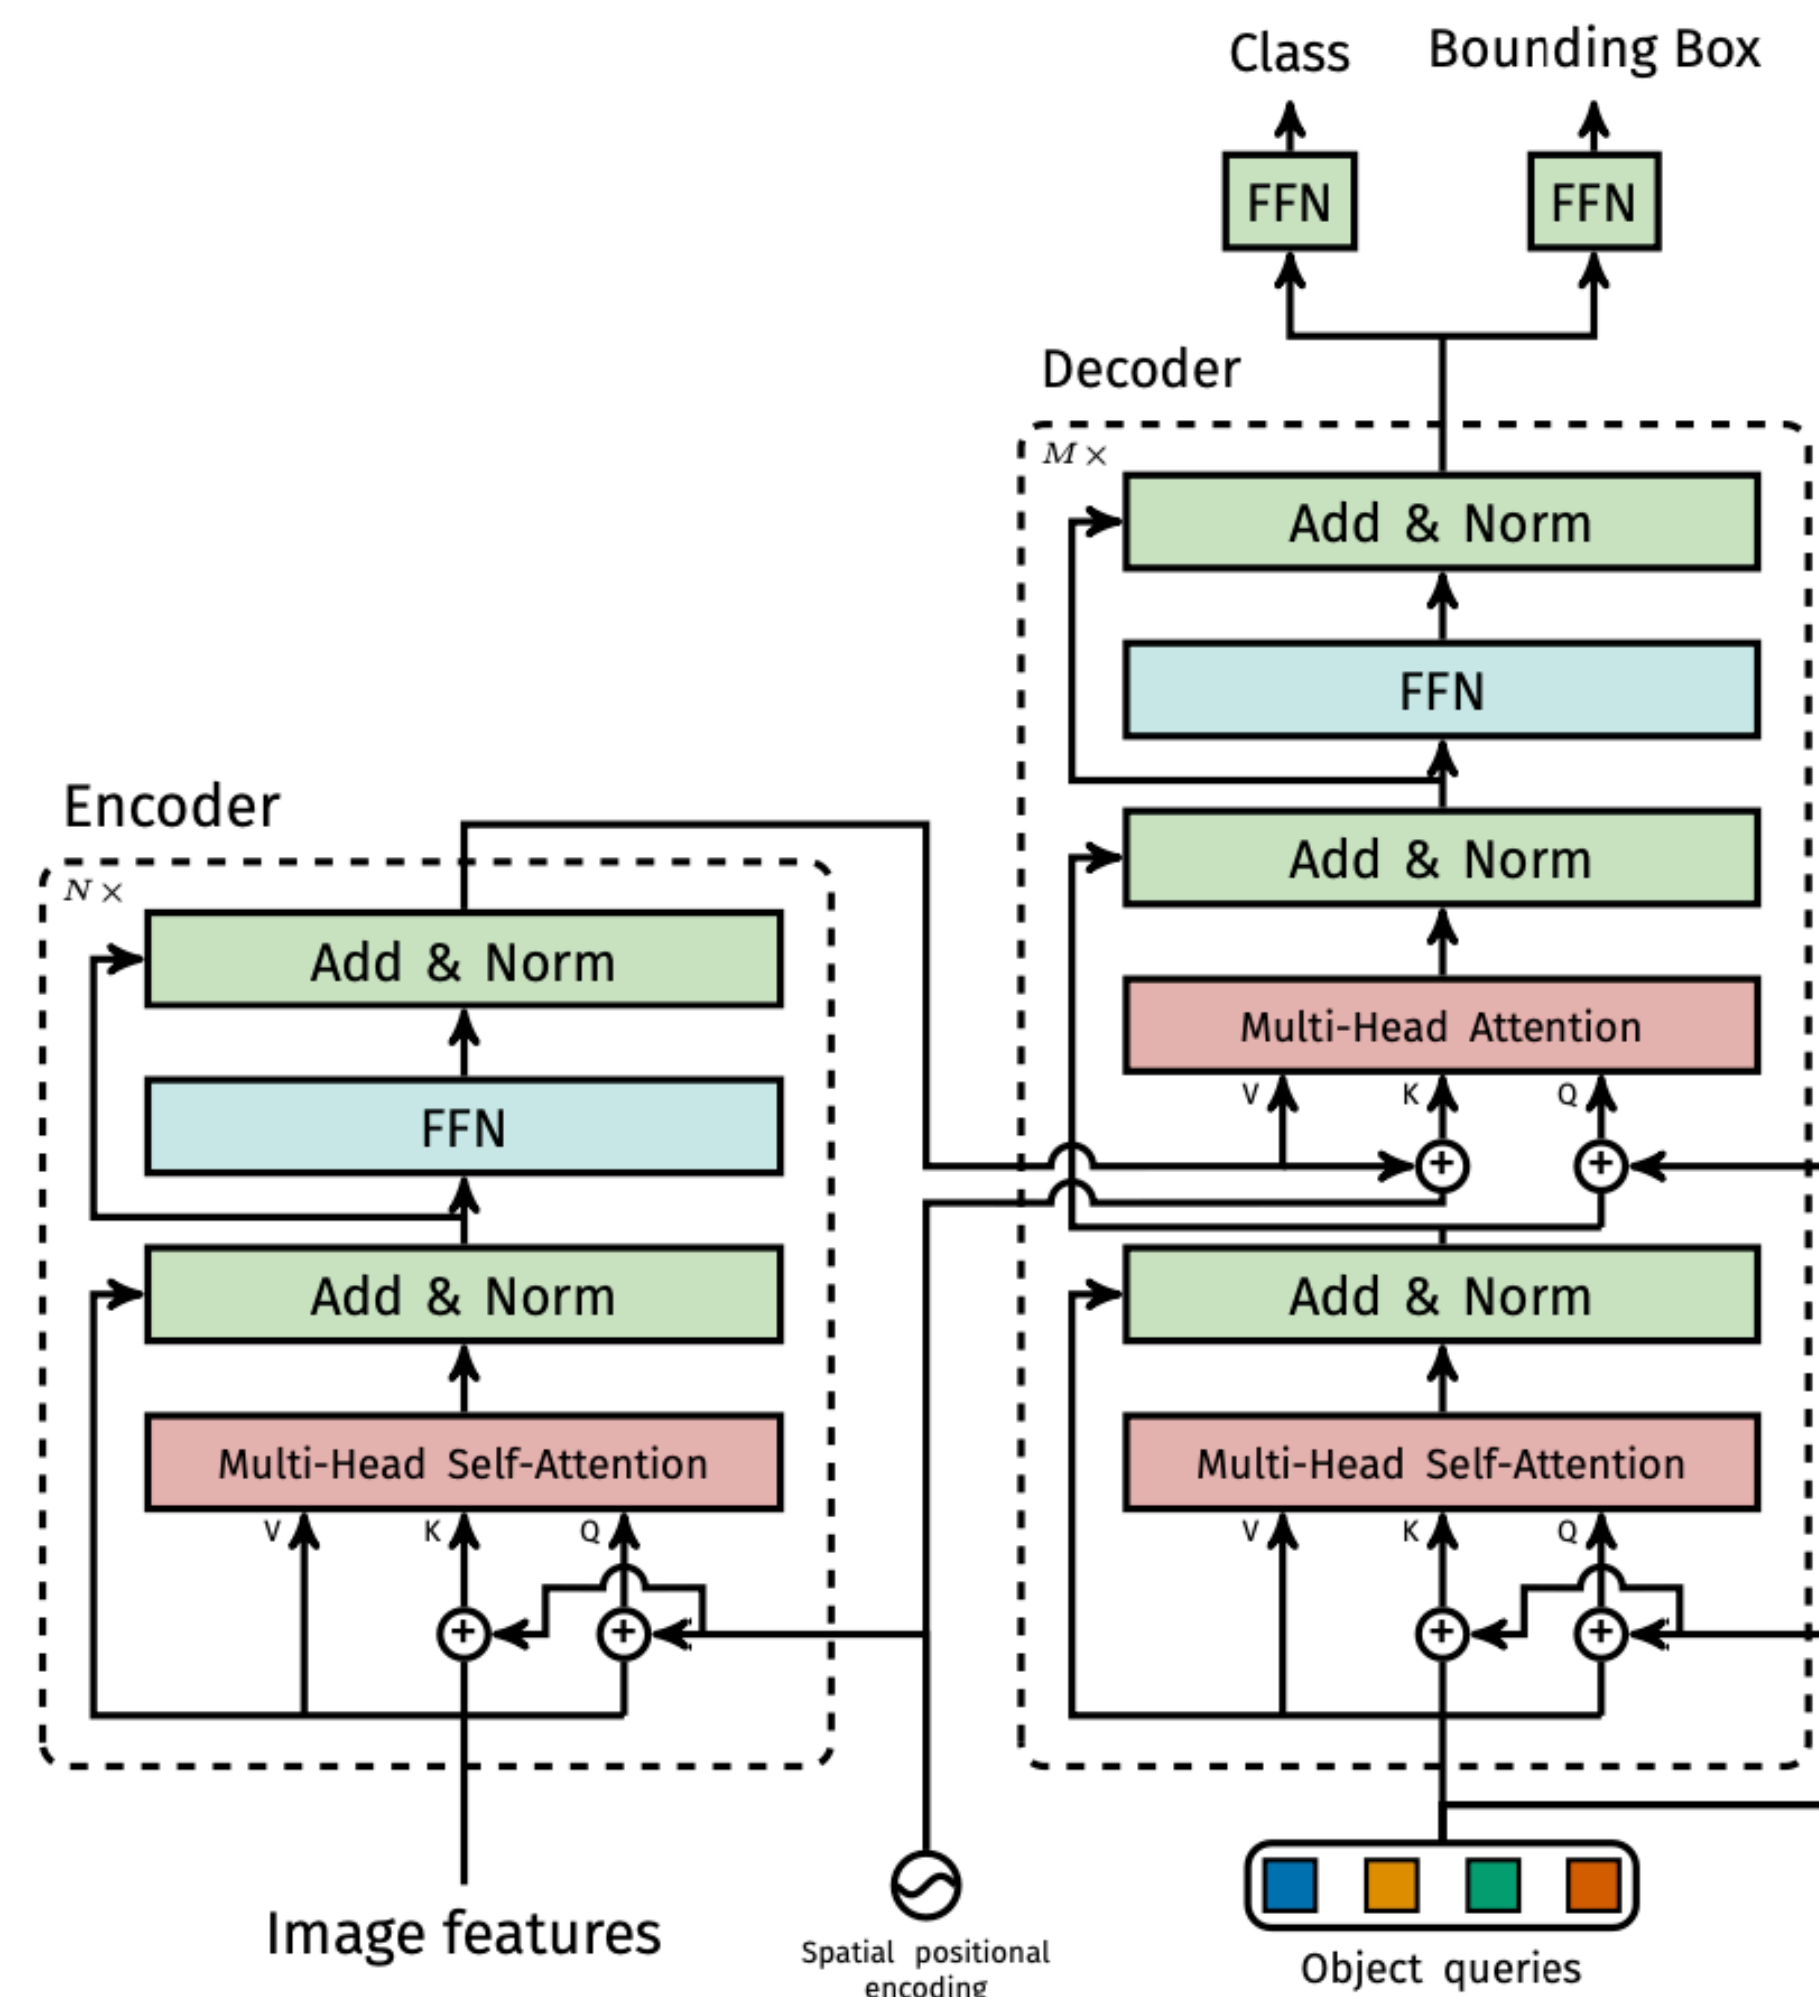 Class
Bounding Box
FFN
FFN
Decoder
M ×
Add & Norm
FFN
Add & Norm
Multi-Head Attention
V
K
Q
+
+
Add & Norm
Multi-Head Self-Attention
V
K
Q
+
+
Object queries
Encoder
N ×
Add & Norm
FFN
Add & Norm
Multi-Head Self-Attention
V
K
Q
+
+
Image features
Spatial positional
encoding